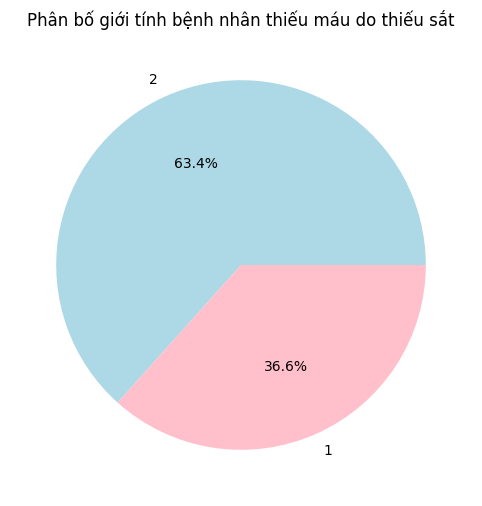 Phân bố giới tính bệnh nhân thiếu máu do thiếu sắt
2
63.4%
36.6%
1